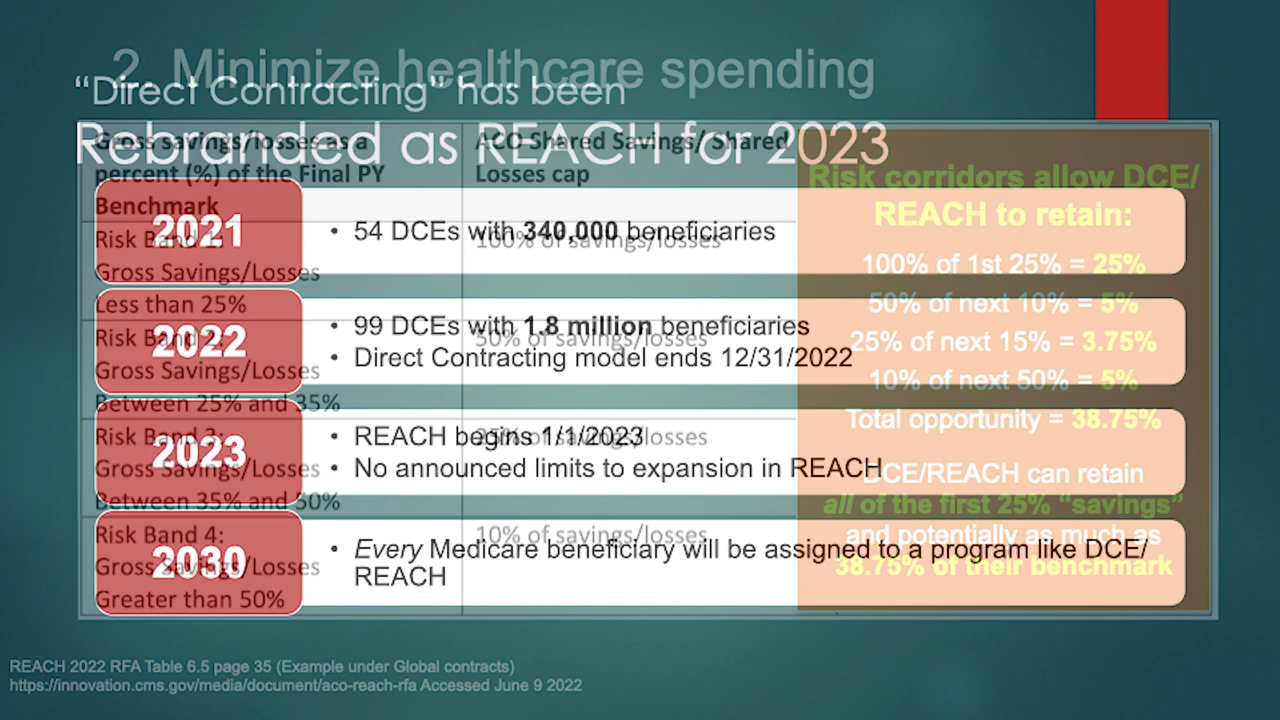 2. Minimize healthcare spending
“Direct Contracting” has been
Rebranded as REACH for 2023
Gross savings/losses as a
percent (%) of the Final PY
Benchmark
ACO Shared Savings/ Shared
Losses cap
Risk Band 1:
Gross Savings/Losses
Less than 25%
100% of savings/losses
Risk Band 2:
Gross Savings/Losses
Between 25% and 35%
50% of savings/losses
Risk Band 3:
Gross Savings/Losses
Between 35% and 50%
25% of savings/losses
Risk Band 4:
Gross Savings/Losses
Greater than 50%
10% of savings/losses
Risk corridors allow DCE/
REACH to retain:
100% of 1st 25% = 25%
50% of next 10% = 5%
25% of next 15% = 3.75%
10% of next 50% = 5%
Total opportunity = 38.75%
DCE/REACH can retain
all of the first 25% “savings”
and potentially as much as
38.75% of their benchmark
2021
• 54 DCEs with 340,000 beneficiaries
2022
• 99 DCEs with 1.8 million beneficiaries
• Direct Contracting model ends 12/31/2022
2023
• REACH begins 1/1/2023
• No announced limits to expansion in REACH
2030
• Every Medicare beneficiary will be assigned to a program like DCE/
REACH
REACH 2022 RFA Table 6.5 page 35 (Example under Global contracts)
https://innovation.cms.gov/media/document/aco-reach-rfa Accessed June 9 2022